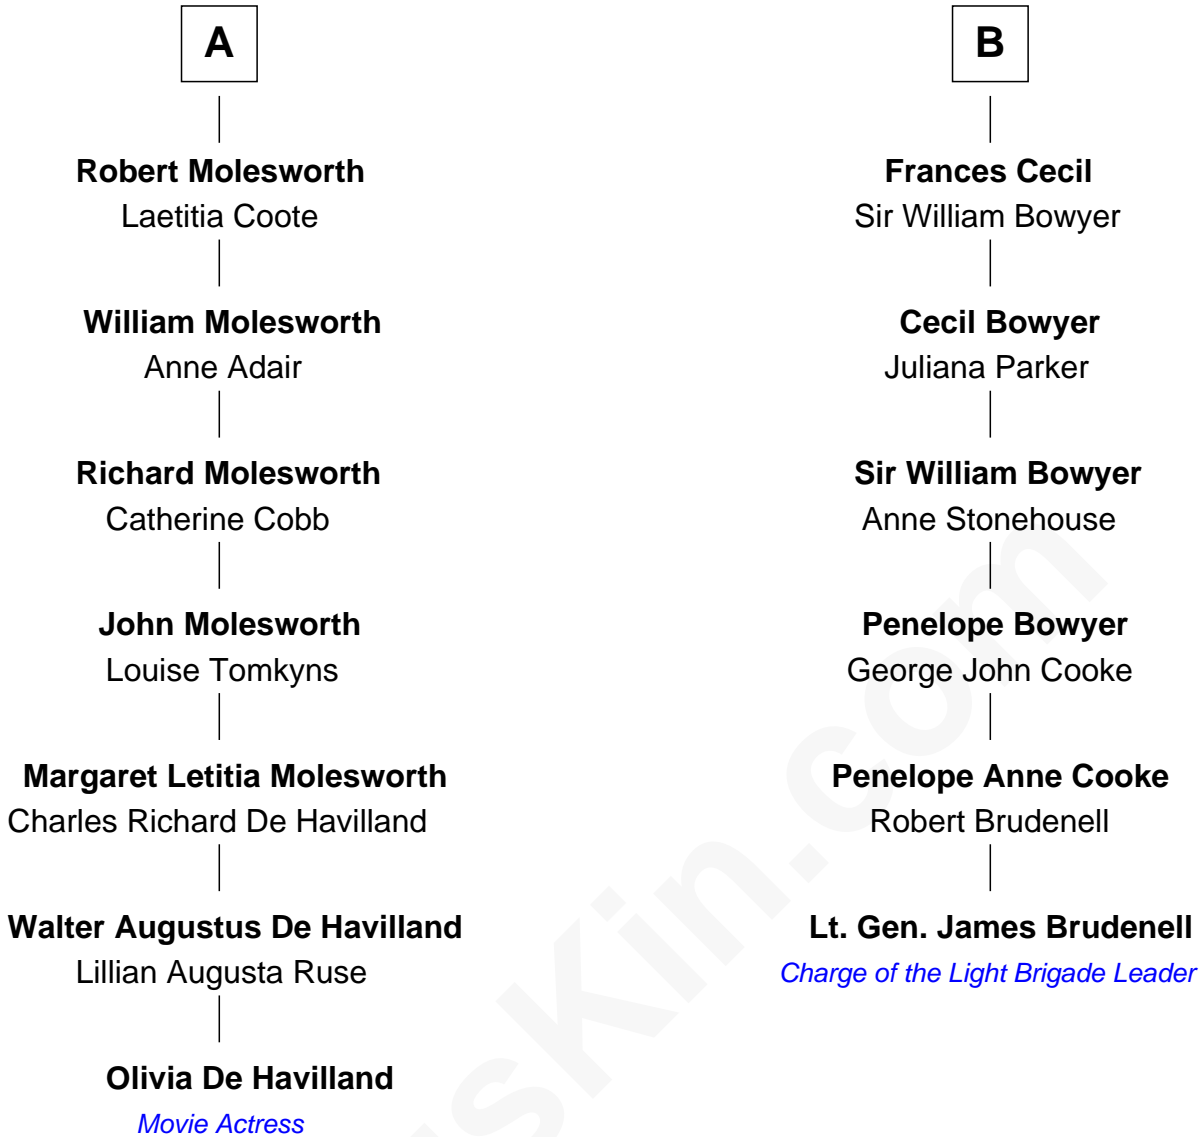 A
Robert Molesworth
Laetitia Coote
William Molesworth
Anne Adair
Richard Molesworth
Catherine Cobb
John Molesworth
Louise Tomkyns
Margaret Letitia Molesworth
Charles Richard De Havilland
Walter Augustus De Havilland
Lillian Augusta Ruse
Olivia De Havilland
Movie Actress
B
Frances Cecil
Sir William Bowyer
Cecil Bowyer
Juliana Parker
Sir William Bowyer
Anne Stonehouse
Penelope Bowyer
George John Cooke
Penelope Anne Cooke
Robert Brudenell
Lt. Gen. James Brudenell
Charge of the Light Brigade Leader